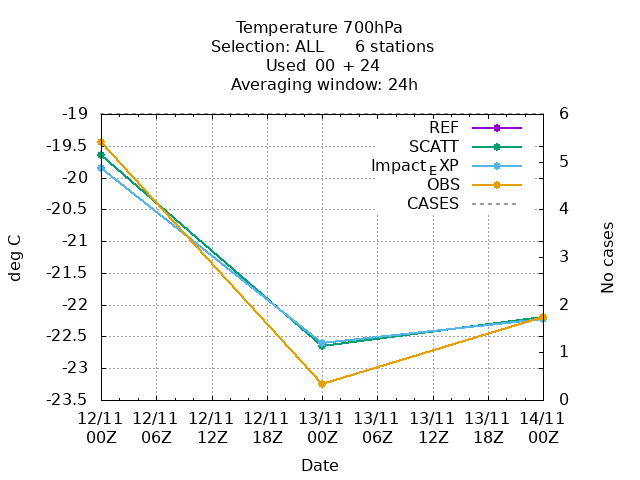 Temperature 700hPa
Selection: ALL 6 stations
Used 00 + 24
Averaging window: 24h
-19
-19.5
-20
-20.5
-21
-21.5
-22
-22.5
-23
-23.5
deg C
6
5
4
3
2
1
0
No cases
REF
SCATT
Impact_EXP
OBS
CASES
12/11 12/11 12/11 12/11 13/11 13/11 13/11 13/11 14/11
00Z 06Z 12Z 18Z 00Z 06Z 12Z 18Z 00Z
Date